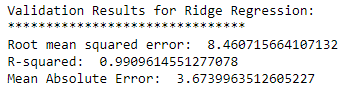 Validation Results for Ridge Regression:
******************************
Root mean squared error:  8.460715664107132
R-squared:  0.9909614551277078
Mean Absolute Error:  3.6739963512605227